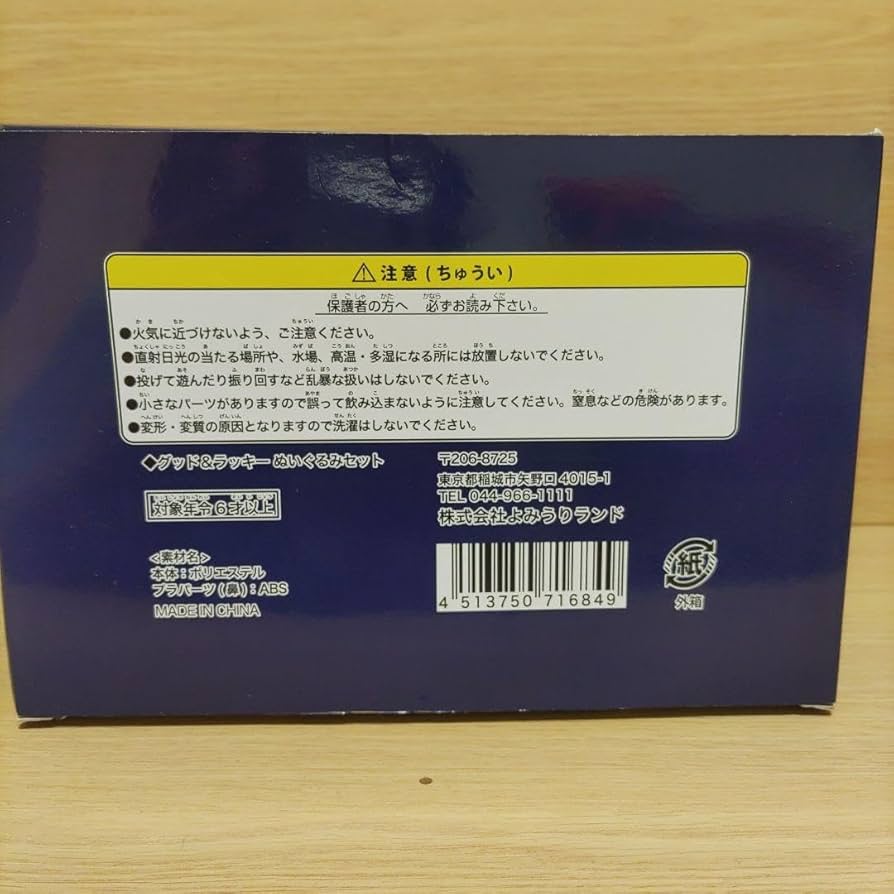 ⚠注意(ちゅうい)
保護者の方へ 必ずお読み下さい。
●火気に近づけないよう、ご注意ください。
●直射日光の当たる場所や、水場、高温・多湿になる所には放置しないでください。
●投げて遊んだり振り回すなど乱暴な扱いはしないでください。
●小さなパーツがありますので誤って飲み込まないように注意してください。窒息などの危険があります。
●変形・変質の原因となりますので洗濯はしないでください。
◆グッド&ラッキー ぬいぐるみセット
対象年令6才以上
<素材名>
本体:ポリエステル
プラパーツ(鼻):ABS
MADE IN CHINA
〒206-8725
東京都稲城市矢野口4015-1
TEL 044-966-1111
株式会社よみうりランド
4 513750 716849
紙
外箱